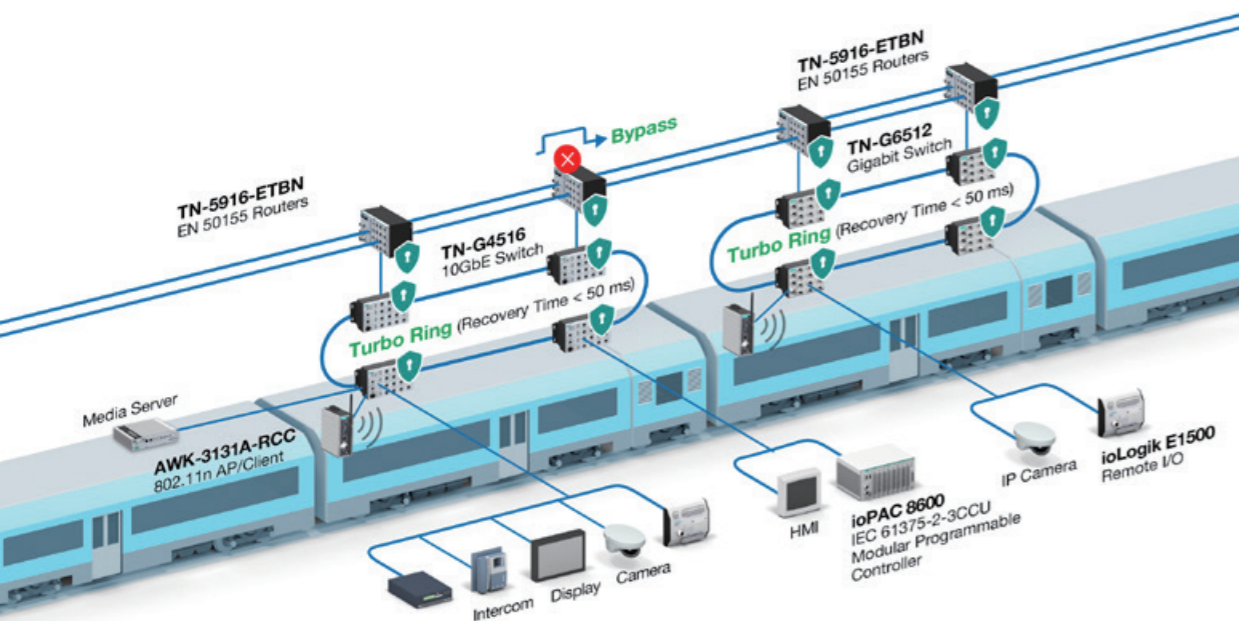 TN-5916-ETBN
EN 50155 Routers
Bypass
TN-5916-ETBN
EN 50155 Routers
TN-G4516
10GbE Switch
TN-G6512
Gigabit Switch
Turbo Ring (Recovery Time < 50 ms)
Turbo Ring (Recovery Time < 50 ms)
Media Server
AWK-3131A-RCC
802.11n AP/Client
Intercom
Display
Camera
HMI
ioPAC 8600
IEC 61375-2-3CCU
Modular Programmable
Controller
IP Camera
ioLogik E1500
Remote I/O